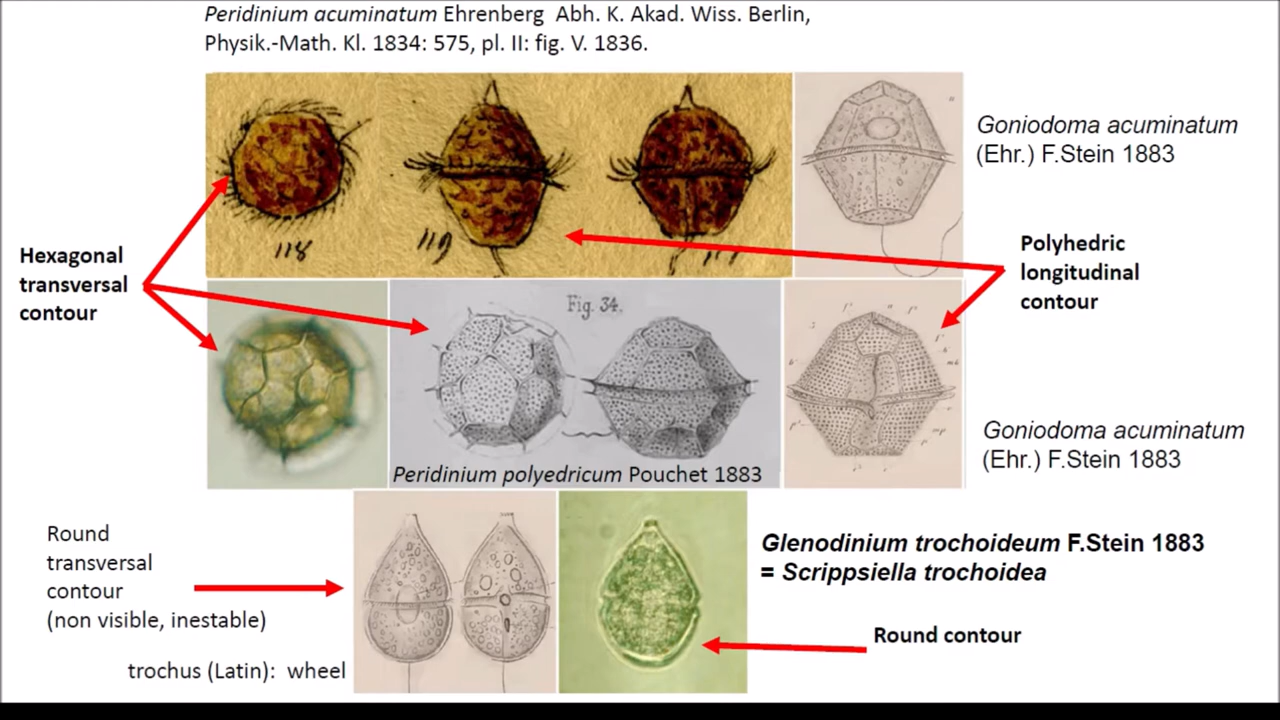 Peridinium acuminatum Ehrenberg Abh. K. Akad. Wiss. Berlin,
Physik.-Math. Kl. 1834: 575, pl. II: fig. V. 1836.
Goniodoma acuminatum
(Ehr.) F.Stein 1883
118
119
Hexagonal
transversal
contour
Polyhedric
longitudinal
contour
Fig. 34.
Peridinium polyedricum Pouchet 1883
Goniodoma acuminatum
(Ehr.) F.Stein 1883
Round
transversal
contour
(non visible, inestable)
trochus (Latin): wheel
Glenodinium trochoideum F.Stein 1883
= Scrippsiella trochoidea
Round contour